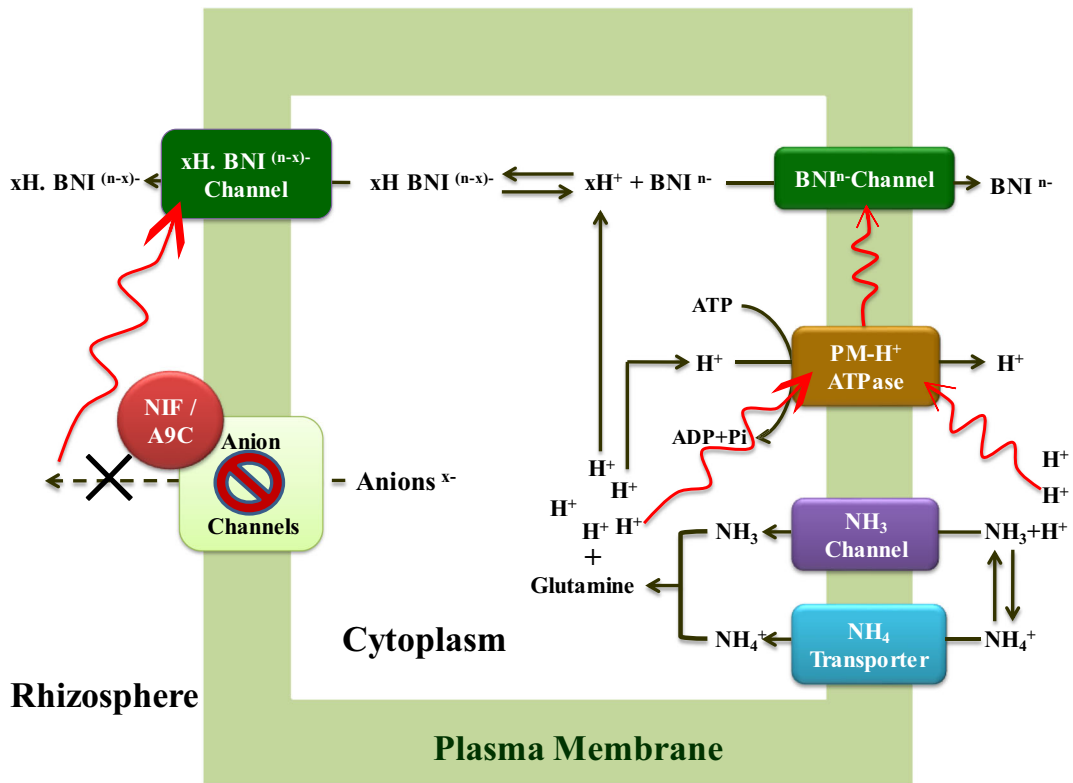 xH. BNI (n-x)-
xH. BNI (n-x)-
Channel
xH BNI (n-x)-
xH+ + BNI n-
BNIn-Channel
BNI n-
ATP
H+
PM-H+
ATPase
H+
ADP+Pi
NIF /
A9C
Anion
Channels
Anions x-
H+
H+
H+
H+
H+
+
Glutamine
H+
H+
NH3
NH3
Channel
NH3+H+
NH4+
NH4
Transporter
NH4+
Cytoplasm
Rhizosphere
Plasma Membrane